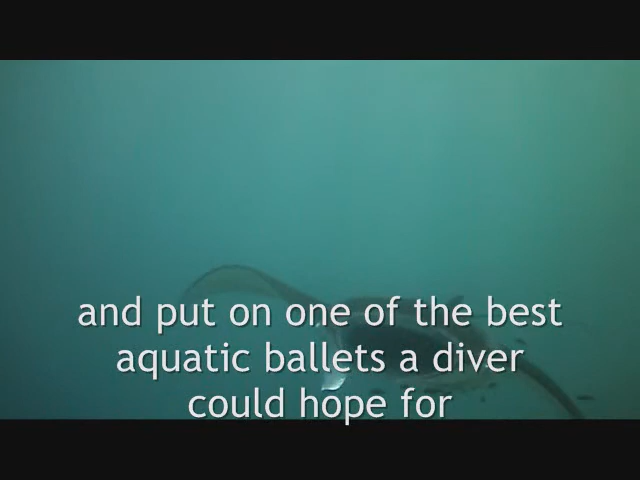 and put on one of the best
aquatic ballets a diver
could hope for